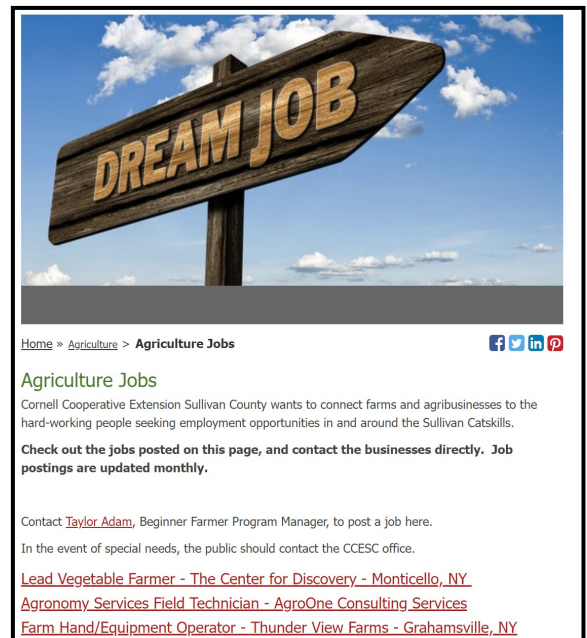 DREAM JOB
Home » Agriculture > Agriculture Jobs
Agriculture Jobs
Cornell Cooperative Extension Sullivan County wants to connect farms and agribusinesses to the
hard-working people seeking employment opportunities in and around the Sullivan Catskills.
Check out the jobs posted on this page, and contact the businesses directly. Job
postings are updated monthly.
Contact Taylor Adam, Beginner Farmer Program Manager, to post a job here.
In the event of special needs, the public should contact the CCESC office.
Lead Vegetable Farmer - The Center for Discovery - Monticello, NY
Agronomy Services Field Technician - AgroOne Consulting Services
Farm Hand/Equipment Operator - Thunder View Farms - Grahamsville, NY